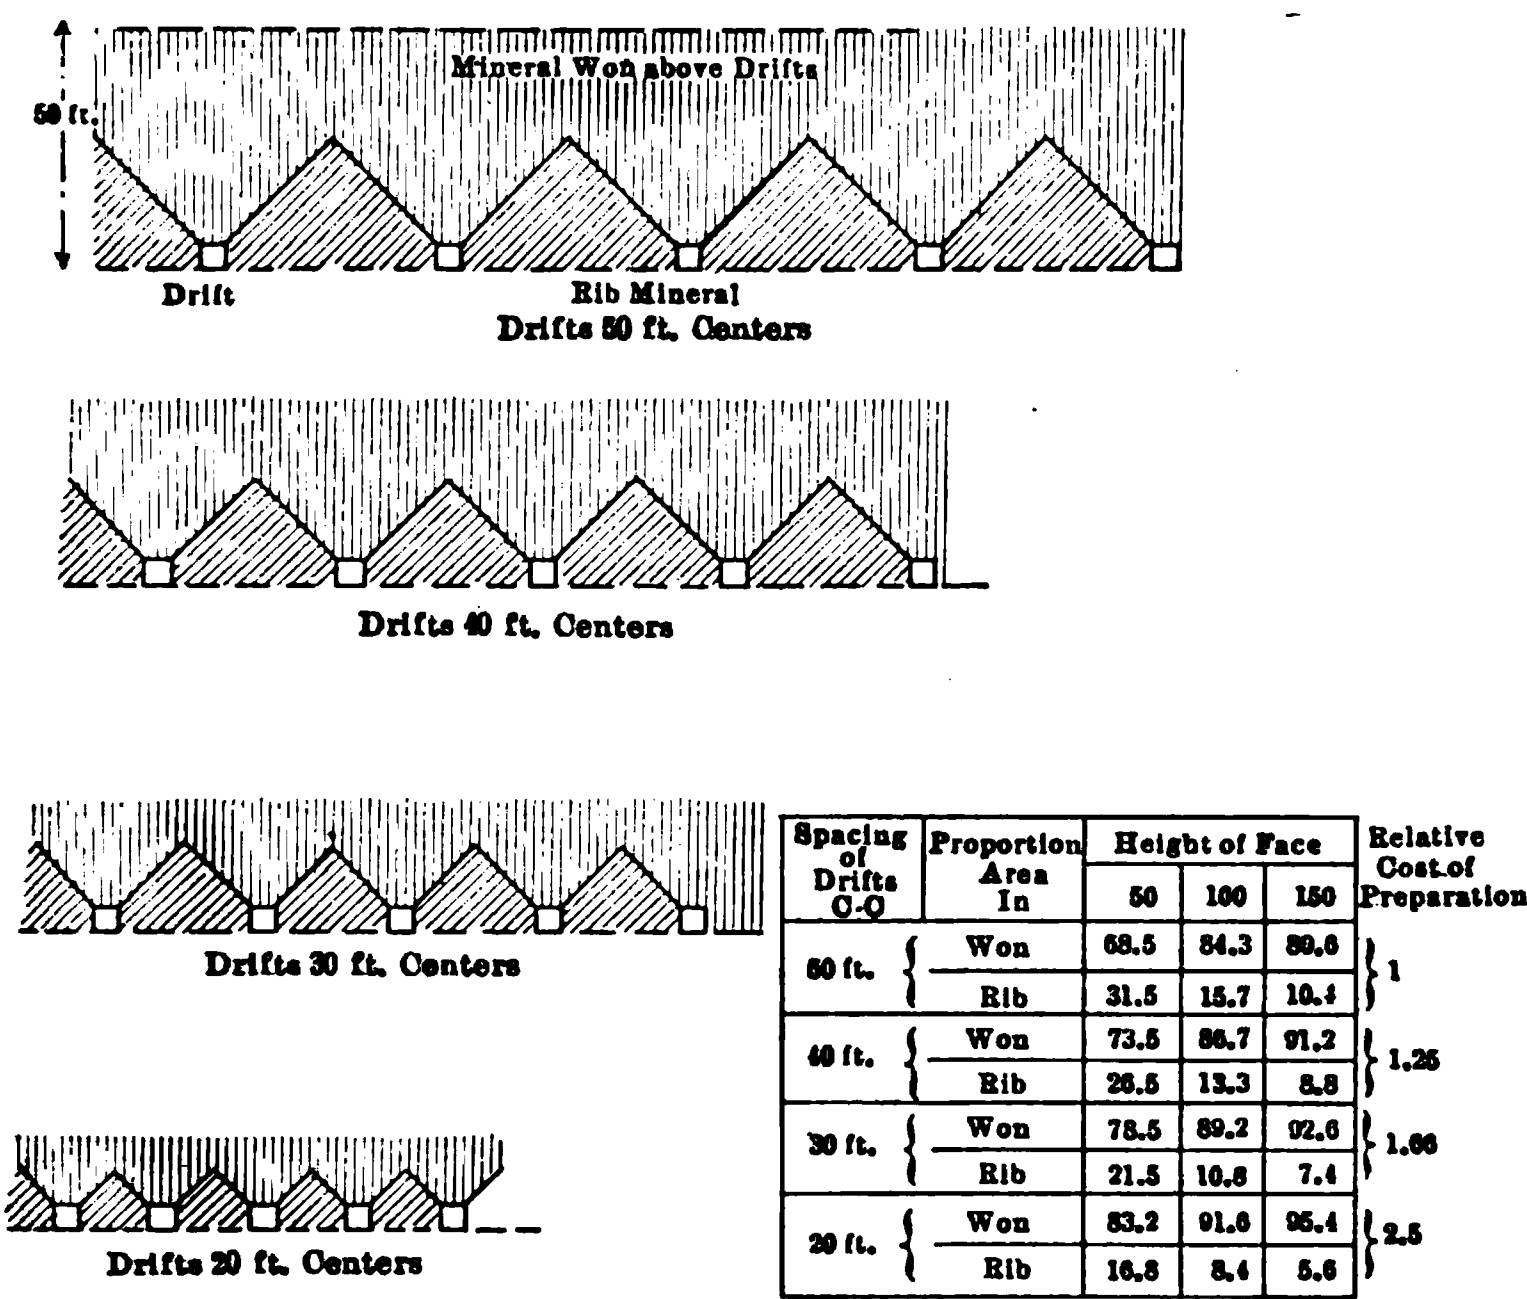 Mineral Won above Drifts
50 ft.
Drift
Rib Mineral
Drifts 50 ft. Centers
Drifts 40 ft. Centers
Drifts 30 ft. Centers
Drifts 20 ft. Centers
Spacing of Drifts C-C Proportion Area In Height of Face Relative Cost of Preparation
50 100 150
50 ft. Won 68.5 84.3 89.6 1
Rib 31.5 15.7 10.4
40 ft. Won 73.5 86.7 91.2 1.25
Rib 26.5 13.3 8.8
30 ft. Won 78.5 89.2 92.6 1.66
Rib 21.5 10.8 7.4
20 ft. Won 83.2 91.6 95.4 2.5
Rib 16.8 8.4 5.6